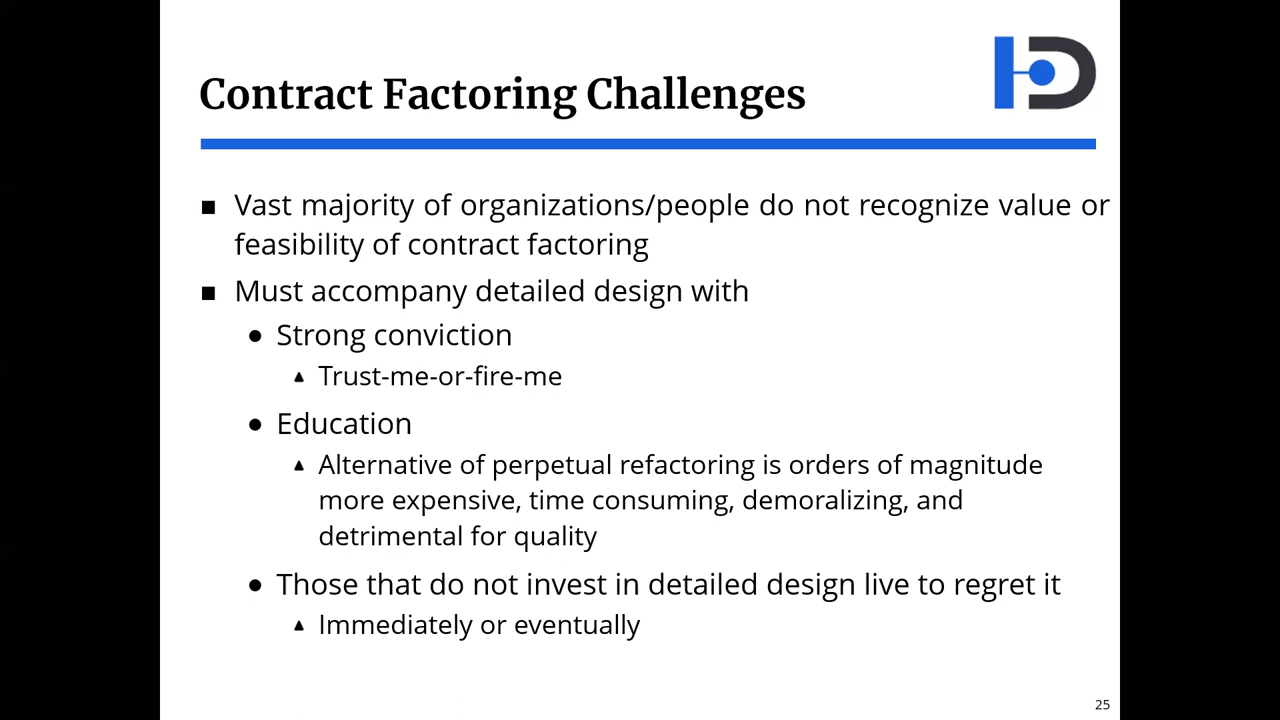 Contract Factoring Challenges
■ Vast majority of organizations/people do not recognize value or
feasibility of contract factoring
■ Must accompany detailed design with
● Strong conviction
▲ Trust-me-or-fire-me
● Education
▲ Alternative of perpetual refactoring is orders of magnitude
more expensive, time consuming, demoralizing, and
detrimental for quality
● Those that do not invest in detailed design live to regret it
▲ Immediately or eventually
25